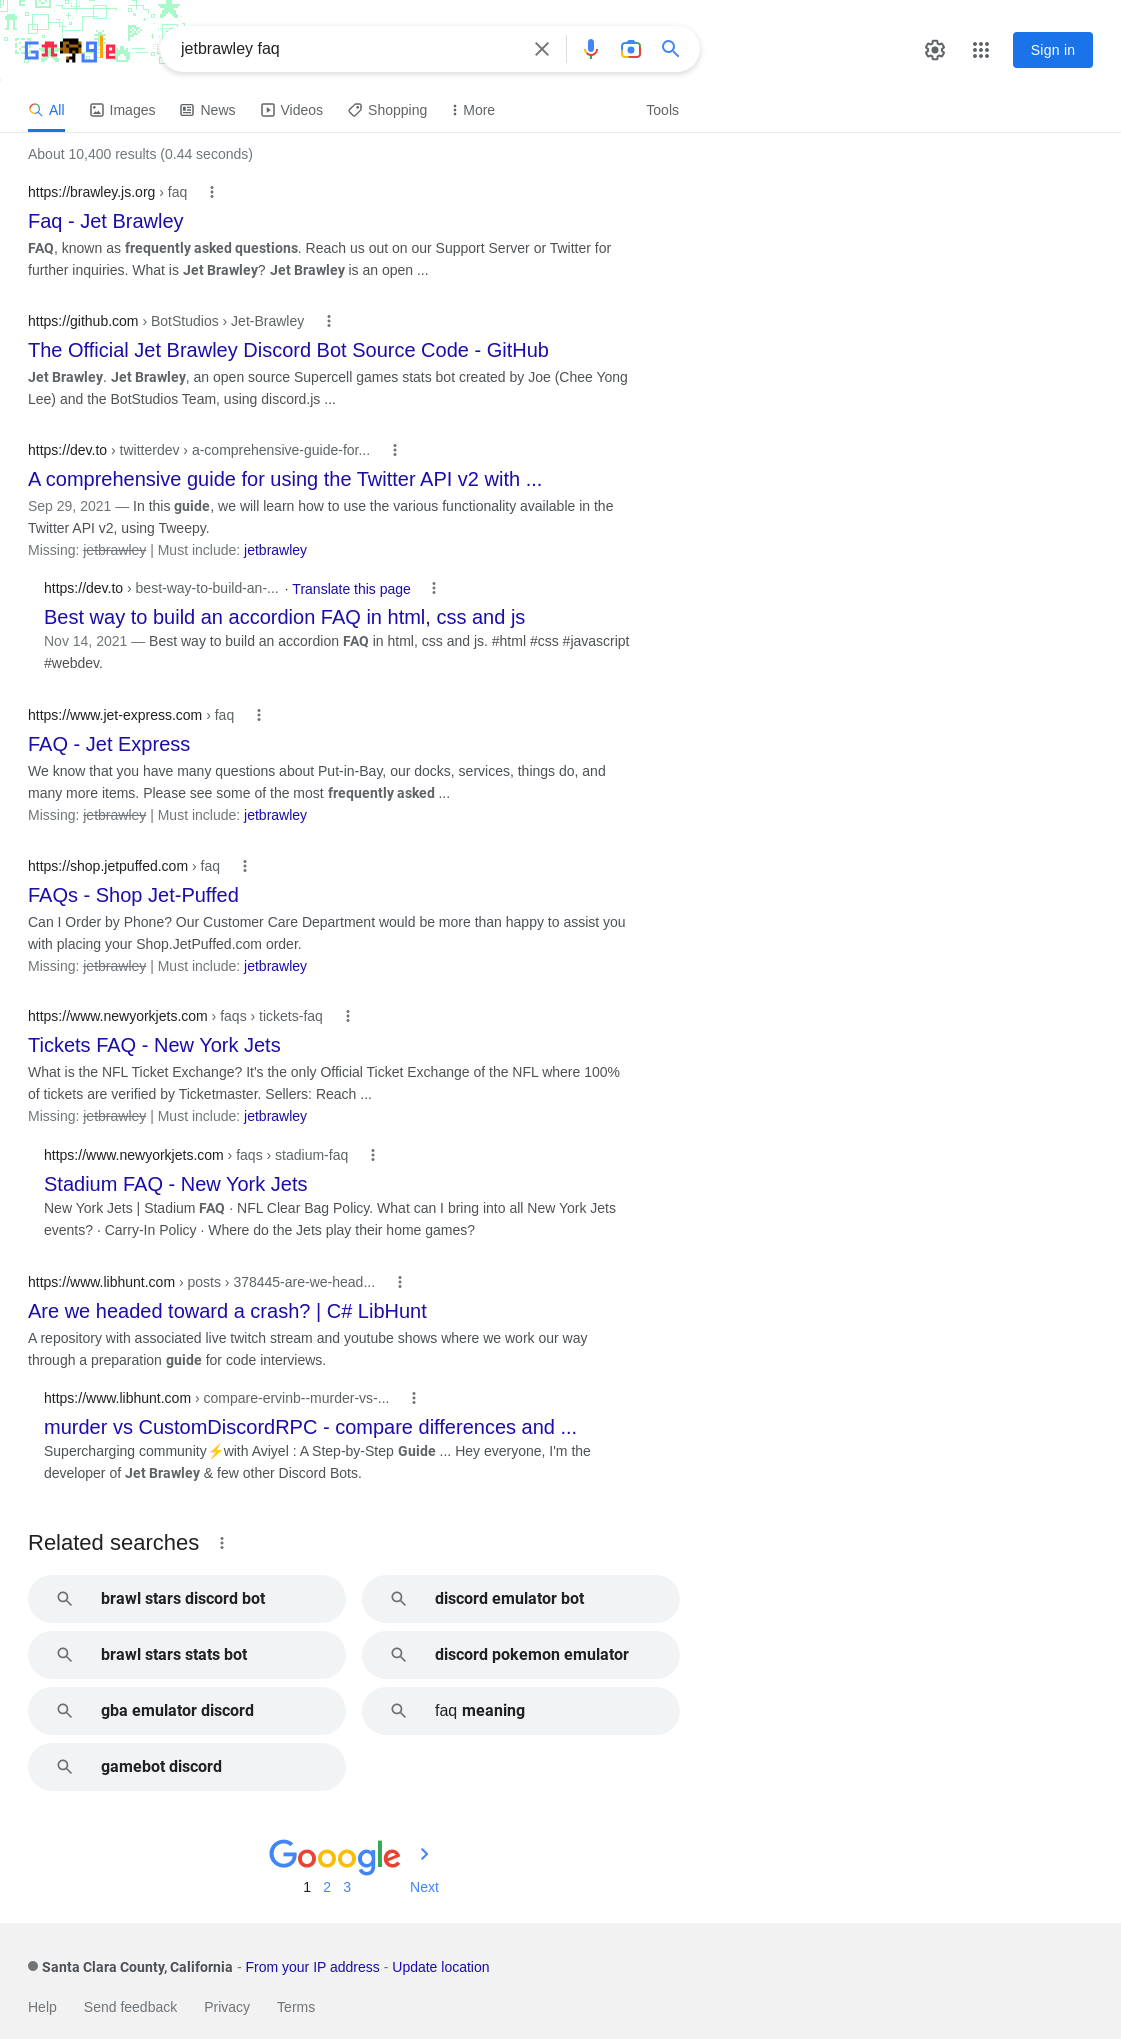 Google
jetbrawley faq
Sign in
All Images News Videos Shopping More Tools
About 10,400 results (0.44 seconds)
https://brawley.js.org › faq
Faq - Jet Brawley
FAQ, known as frequently asked questions. Reach us out on our Support Server or Twitter for
further inquiries. What is Jet Brawley? Jet Brawley is an open ...
https://github.com › BotStudios › Jet-Brawley
The Official Jet Brawley Discord Bot Source Code - GitHub
Jet Brawley. Jet Brawley, an open source Supercell games stats bot created by Joe (Chee Yong
Lee) and the BotStudios Team, using discord.js ...
https://dev.to › twitterdev › a-comprehensive-guide-for...
A comprehensive guide for using the Twitter API v2 with ...
Sep 29, 2021 — In this guide, we will learn how to use the various functionality available in the
Twitter API v2, using Tweepy.
Missing: jetbrawley | Must include: jetbrawley
https://dev.to › best-way-to-build-an-... · Translate this page
Best way to build an accordion FAQ in html, css and js
Nov 14, 2021 — Best way to build an accordion FAQ in html, css and js. #html #css #javascript
#webdev.
https://www.jet-express.com › faq
FAQ - Jet Express
We know that you have many questions about Put-in-Bay, our docks, services, things do, and
many more items. Please see some of the most frequently asked ...
Missing: jetbrawley | Must include: jetbrawley
https://shop.jetpuffed.com › faq
FAQs - Shop Jet-Puffed
Can I Order by Phone? Our Customer Care Department would be more than happy to assist you
with placing your Shop.JetPuffed.com order.
Missing: jetbrawley | Must include: jetbrawley
https://www.newyorkjets.com › faqs › tickets-faq
Tickets FAQ - New York Jets
What is the NFL Ticket Exchange? It's the only Official Ticket Exchange of the NFL where 100%
of tickets are verified by Ticketmaster. Sellers: Reach ...
Missing: jetbrawley | Must include: jetbrawley
https://www.newyorkjets.com › faqs › stadium-faq
Stadium FAQ - New York Jets
New York Jets | Stadium FAQ · NFL Clear Bag Policy. What can I bring into all New York Jets
events? · Carry-In Policy · Where do the Jets play their home games?
https://www.libhunt.com › posts › 378445-are-we-head...
Are we headed toward a crash? | C# LibHunt
A repository with associated live twitch stream and youtube shows where we work our way
through a preparation guide for code interviews.
https://www.libhunt.com › compare-ervinb--murder-vs-...
murder vs CustomDiscordRPC - compare differences and ...
Supercharging community⚡with Aviyel : A Step-by-Step Guide ... Hey everyone, I'm the
developer of Jet Brawley & few other Discord Bots.
Related searches
brawl stars discord bot
discord emulator bot
brawl stars stats bot
discord pokemon emulator
gba emulator discord
faq meaning
gamebot discord
Gooogle
1 2 3 Next
Santa Clara County, California - From your IP address - Update location
Help Send feedback Privacy Terms